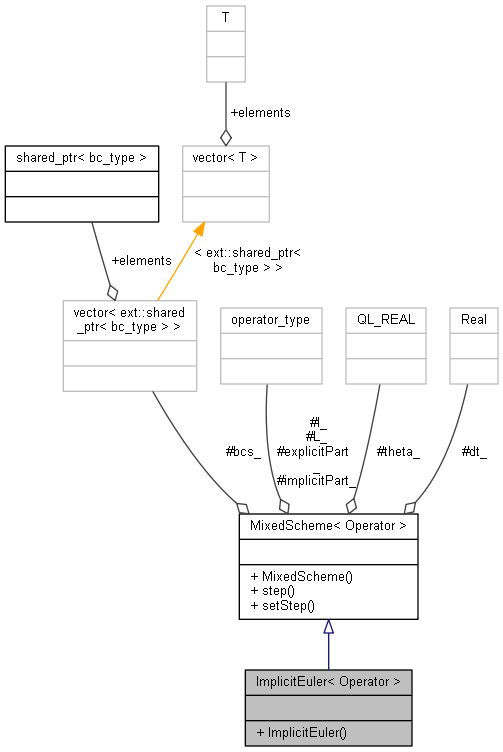 T
+elements
shared_ptr< bc_type >
vector< T >
+elements
< ext::shared_ptr<
bc_type > >
vector< ext::shared
_ptr< bc_type > >
operator_type
QL_REAL
Real
#bcs_
#I_
#L_
#explicitPart
_
#implicitPart_
#theta_
#dt_
MixedScheme< Operator >
+ MixedScheme()
+ step()
+ setStep()
ImplicitEuler< Operator >
+ ImplicitEuler()